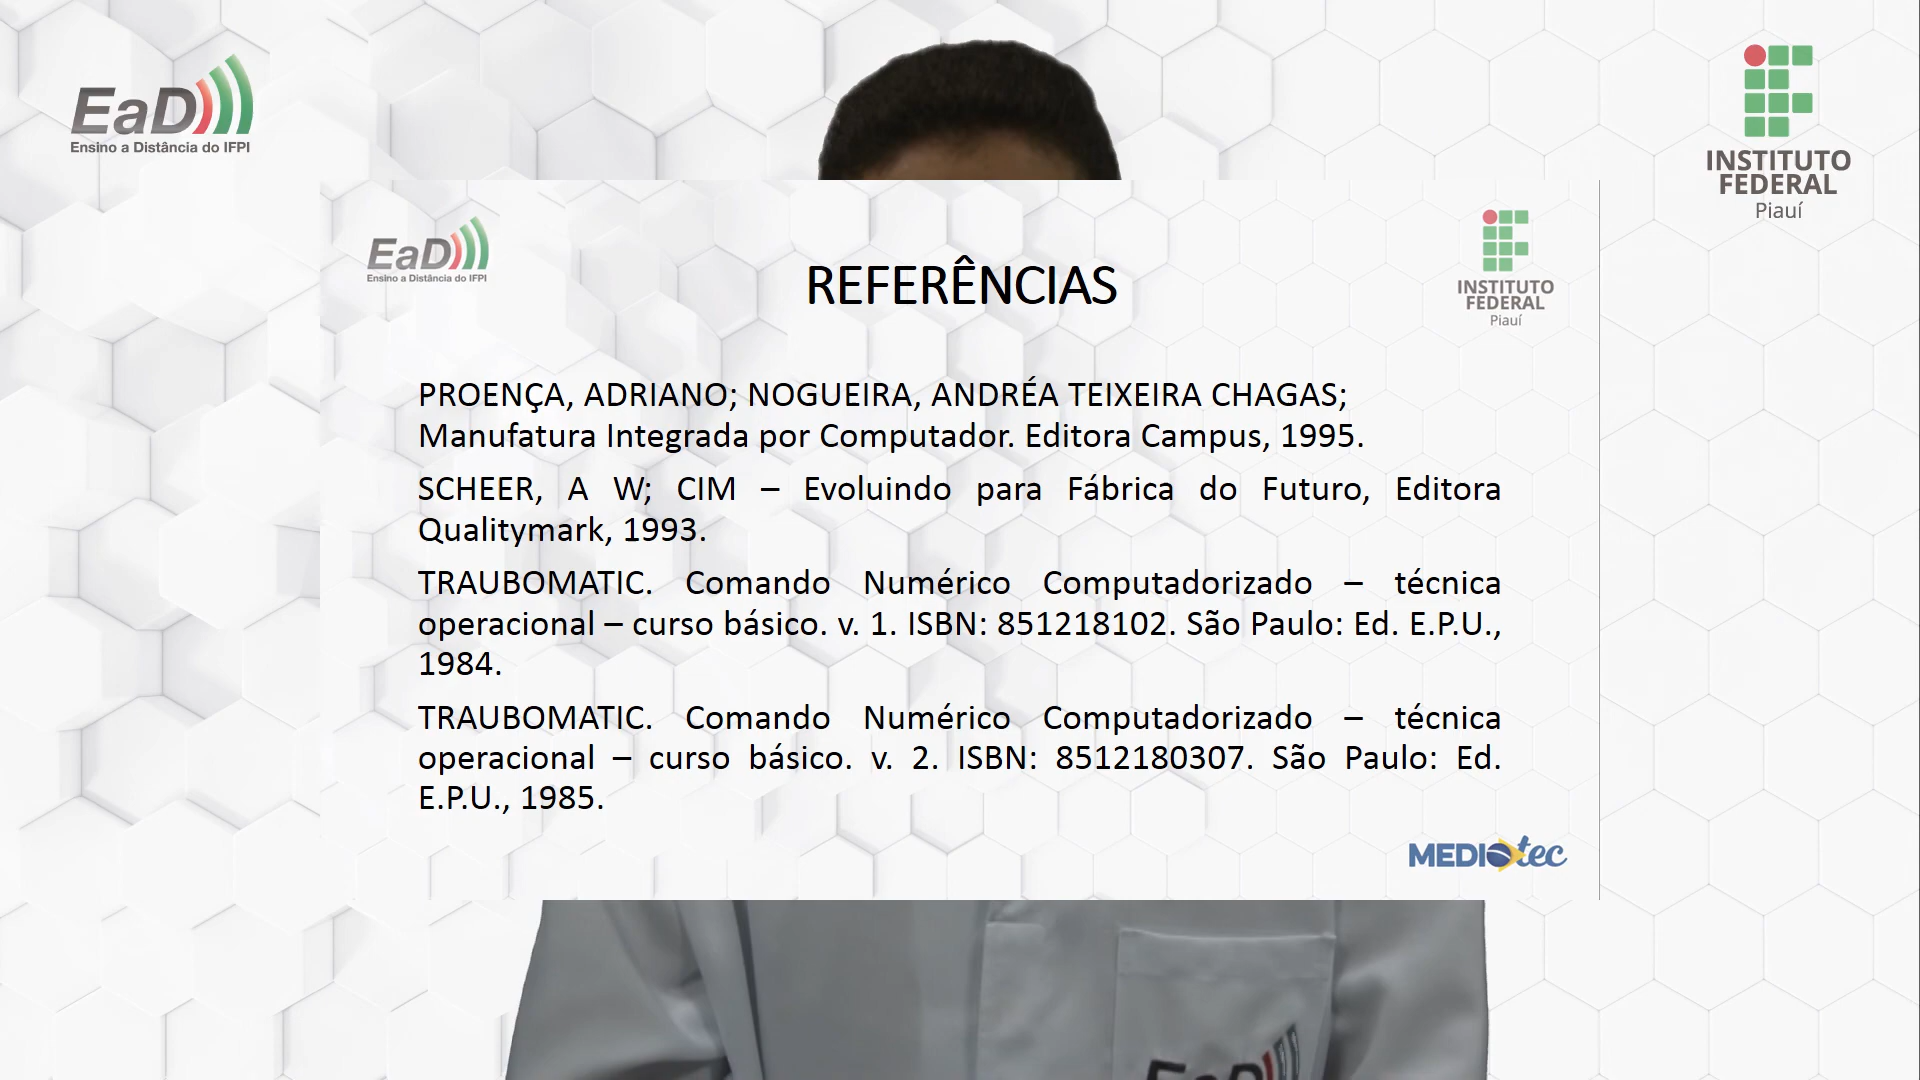 EaD
Ensino a Distância do IFPI
INSTITUTO
FEDERAL
Piauí
EaD
Ensino a Distância do IFPI
INSTITUTO
FEDERAL
Piauí
REFERÊNCIAS
PROENÇA, ADRIANO; NOGUEIRA, ANDRÉA TEIXEIRA CHAGAS;
Manufatura Integrada por Computador. Editora Campus, 1995.
SCHEER, A W; CIM – Evoluindo para Fábrica do Futuro, Editora
Qualitymark, 1993.
TRAUBOMATIC. Comando Numérico Computadorizado – técnica
operacional – curso básico. v. 1. ISBN: 851218102. São Paulo: Ed. E.P.U.,
1984.
TRAUBOMATIC. Comando Numérico Computadorizado – técnica
operacional – curso básico. v. 2. ISBN: 8512180307. São Paulo: Ed.
E.P.U., 1985.
MEDIOtec
EaD